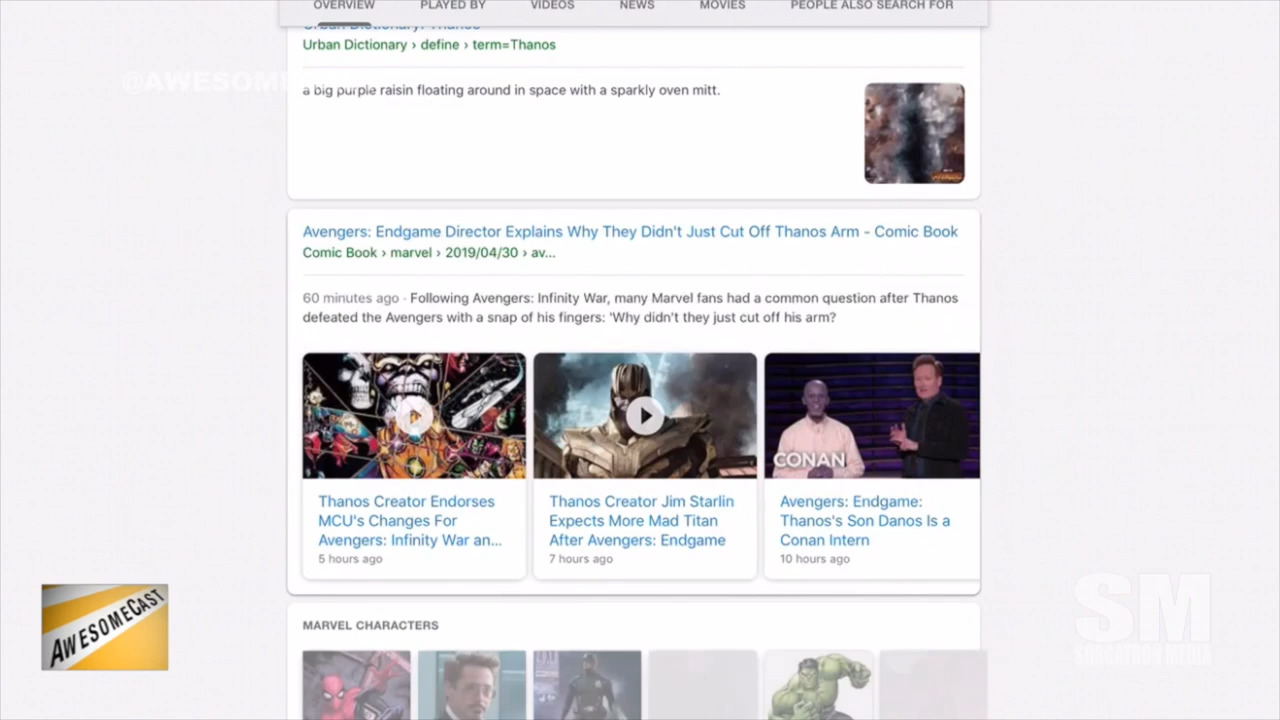 OVERVIEW PLAYED BY VIDEOS NEWS MOVIES PEOPLE ALSO SEARCH FOR
Urban Dictionary: Thanos
Urban Dictionary › define › term=Thanos
@AWESOME
a big purple raisin floating around in space with a sparkly oven mitt.
Avengers: Endgame Director Explains Why They Didn't Just Cut Off Thanos Arm - Comic Book
Comic Book › marvel › 2019/04/30 › av...
60 minutes ago · Following Avengers: Infinity War, many Marvel fans had a common question after Thanos
defeated the Avengers with a snap of his fingers: 'Why didn't they just cut off his arm?
CONAN
Thanos Creator Endorses
MCU's Changes For
Avengers: Infinity War an...
5 hours ago
Thanos Creator Jim Starlin
Expects More Mad Titan
After Avengers: Endgame
7 hours ago
Avengers: Endgame:
Thanos's Son Danos Is a
Conan Intern
10 hours ago
AWESOMECAST
SM
SORGATRON MEDIA
MARVEL CHARACTERS